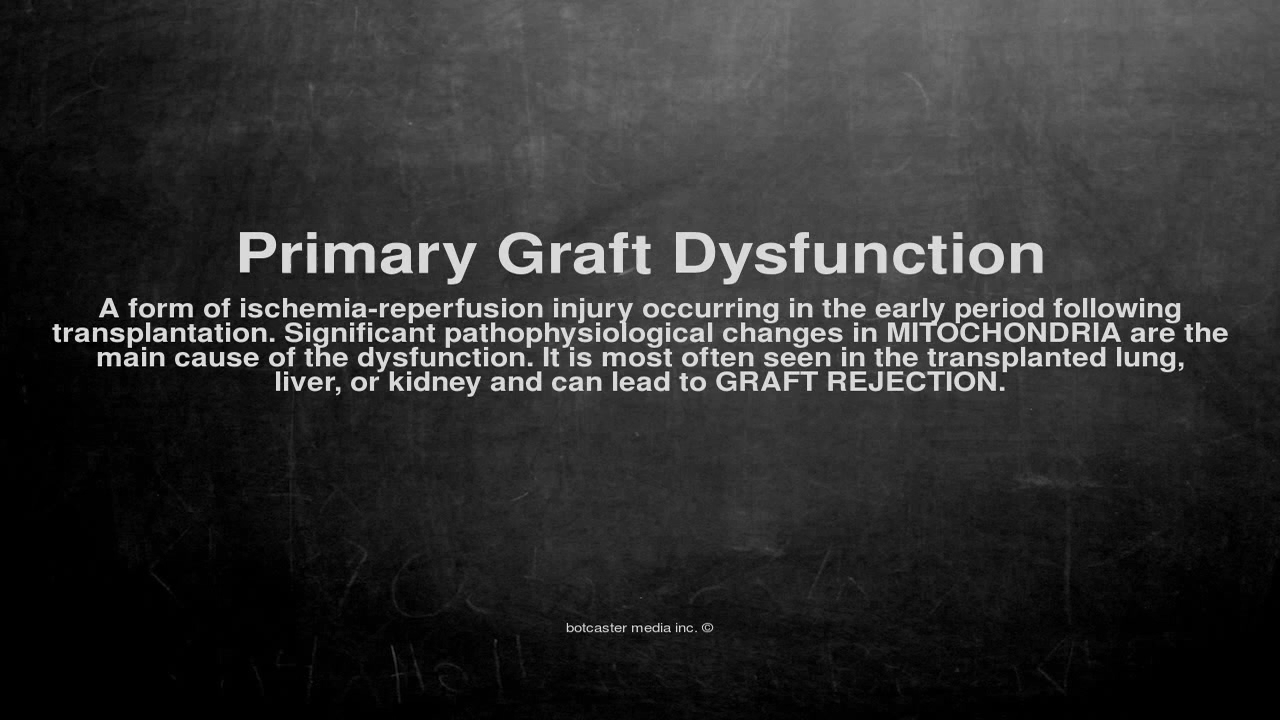 Primary Graft Dysfunction
A form of ischemia-reperfusion injury occurring in the early period following
transplantation. Significant pathophysiological changes in MITOCHONDRIA are the
main cause of the dysfunction. It is most often seen in the transplanted lung,
liver, or kidney and can lead to GRAFT REJECTION.
botcaster media inc. ©